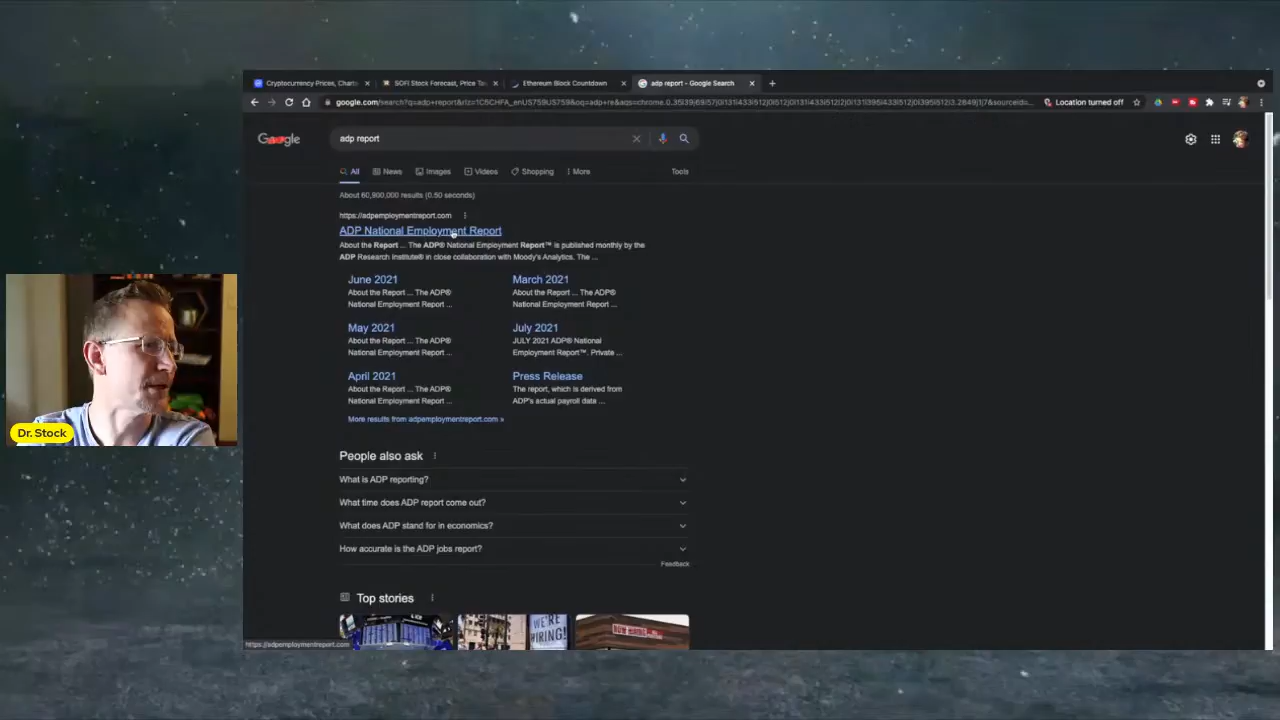 Cryptocurrency Prices, Charts
SOFI Stock Forecast, Price Ta
Ethereum Block Countdown
adp report - Google Search
Location turned off
Google
adp report
All
News
Images
Videos
Shopping
More
Tools
About 60,900,000 results (0.50 seconds)
https://adpemploymentreport.com
ADP National Employment Report
About the Report ... The ADP® National Employment Report™ is published monthly by the
ADP Research Institute® in close collaboration with Moody's Analytics. The ...
June 2021
About the Report ... The ADP®
National Employment Report ...
March 2021
About the Report ... The ADP®
National Employment Report ...
May 2021
About the Report ... The ADP®
National Employment Report ...
July 2021
JULY 2021 ADP® National
Employment Report™. Private ...
April 2021
About the Report ... The ADP®
National Employment Report ...
Press Release
The report, which is derived from
ADP's actual payroll data ...
More results from adpemploymentreport.com »
People also ask
What is ADP reporting?
What time does ADP report come out?
What does ADP stand for in economics?
How accurate is the ADP jobs report?
Feedback
Top stories
WE'RE
HIRING!
NOW HIRING
https://adpemploymentreport.com
Dr. Stock